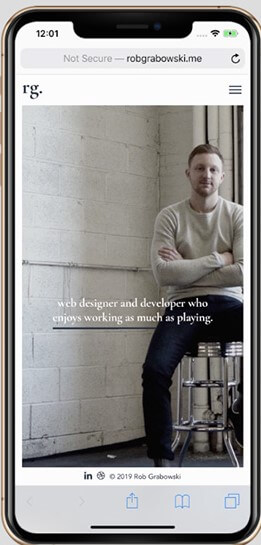 12:01
Not Secure — robgrabowski.me
rg.
web designer and developer who
enjoys working as much as playing.
in © 2019 Rob Grabowski